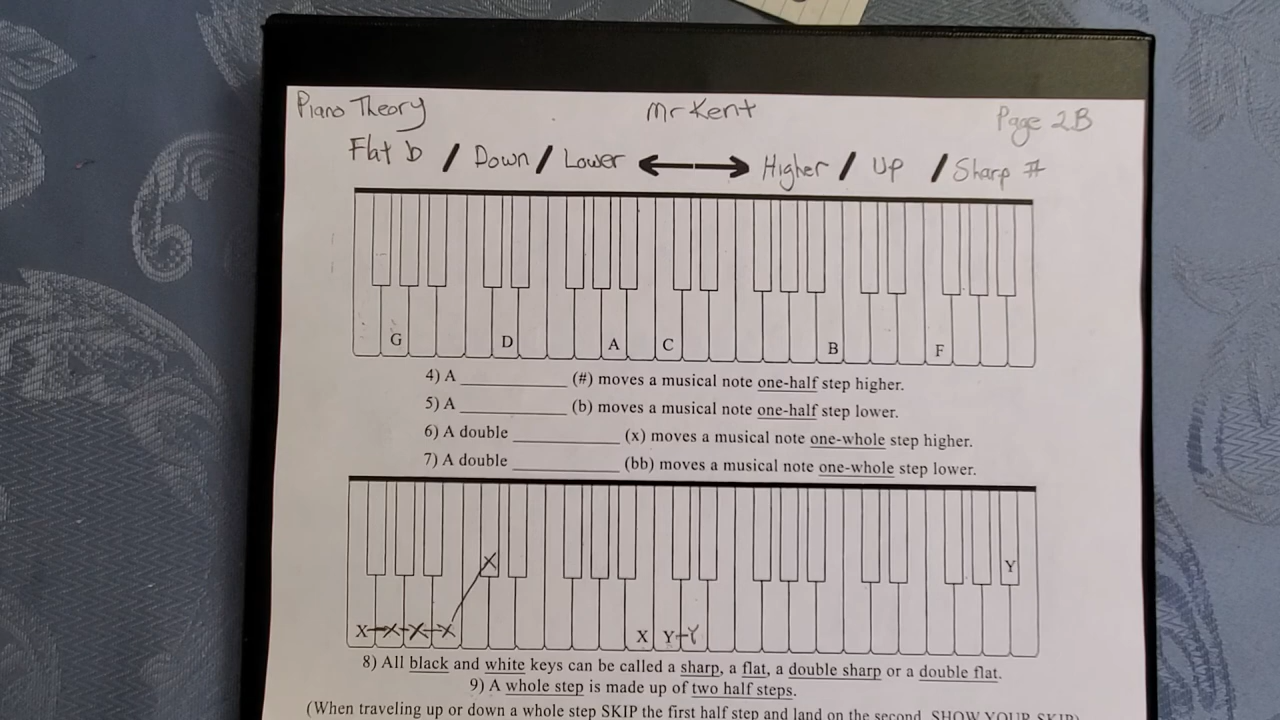 Piano Theory Mr Kent Page 2B
Flat b / Down / Lower ⟷ Higher / Up / Sharp #
G D A C B F
4) A __________ (#) moves a musical note one-half step higher.
5) A __________ (b) moves a musical note one-half step lower.
6) A double __________ (x) moves a musical note one-whole step higher.
7) A double __________ (bb) moves a musical note one-whole step lower.
X Y
X X X X X Y Y
8) All black and white keys can be called a sharp, a flat, a double sharp or a double flat.
9) A whole step is made up of two half steps.
(When traveling up or down a whole step SKIP the first half step and land on the second. SHOW YOUR SKIP)